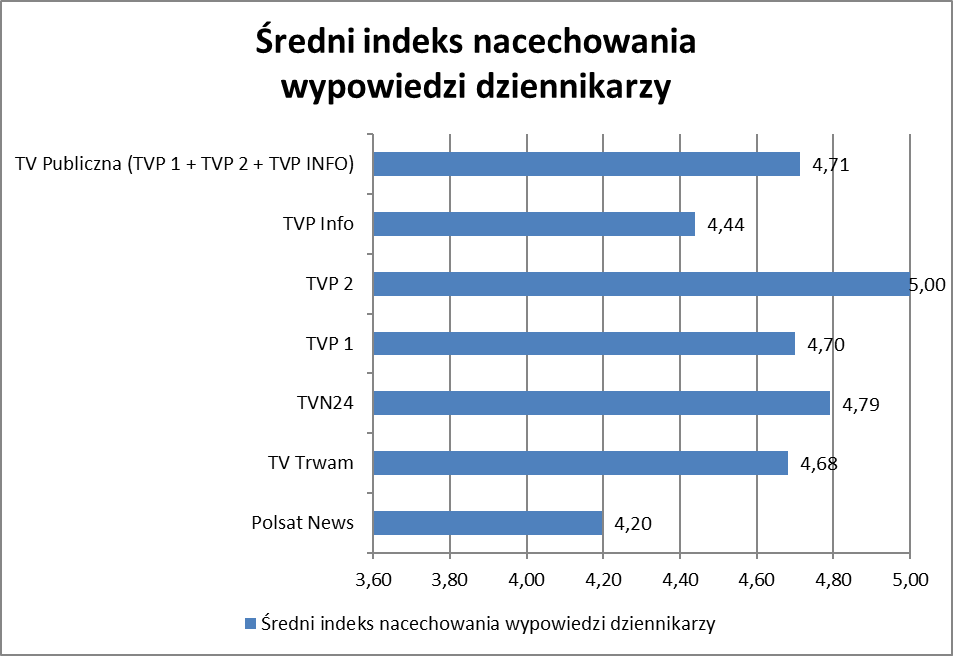 Średni indeks nacechowania
wypowiedzi dziennikarzy
TV Publiczna (TVP 1 + TVP 2 + TVP INFO)
4,71
TVP Info
4,44
TVP 2
5,00
TVP 1
4,70
TVN24
4,79
TV Trwam
4,68
Polsat News
4,20
3,60 3,80 4,00 4,20 4,40 4,60 4,80 5,00
Średni indeks nacechowania wypowiedzi dziennikarzy